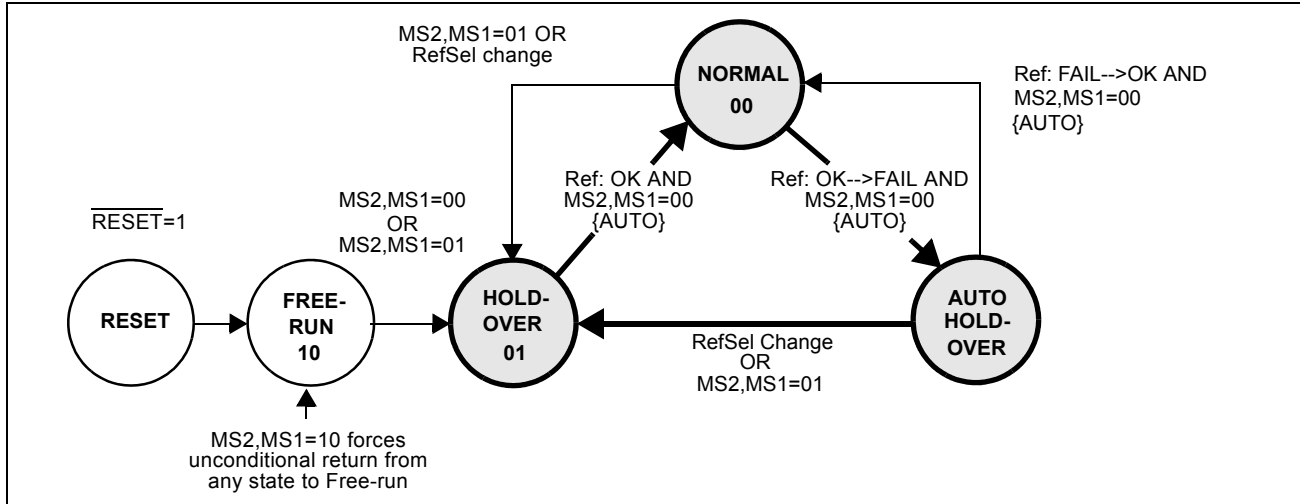 MS2,MS1=01 OR
RefSel change
NORMAL
00
Ref: FAIL-->OK AND
MS2,MS1=00
{AUTO}
Ref: OK AND
MS2,MS1=00
{AUTO}
Ref: OK-->FAIL AND
MS2,MS1=00
{AUTO}
RESET=1
MS2,MS1=00
OR
MS2,MS1=01
RESET
FREE-
RUN
10
HOLD-
OVER
01
AUTO
HOLD-
OVER
RefSel Change
OR
MS2,MS1=01
MS2,MS1=10 forces
unconditional return from
any state to Free-run